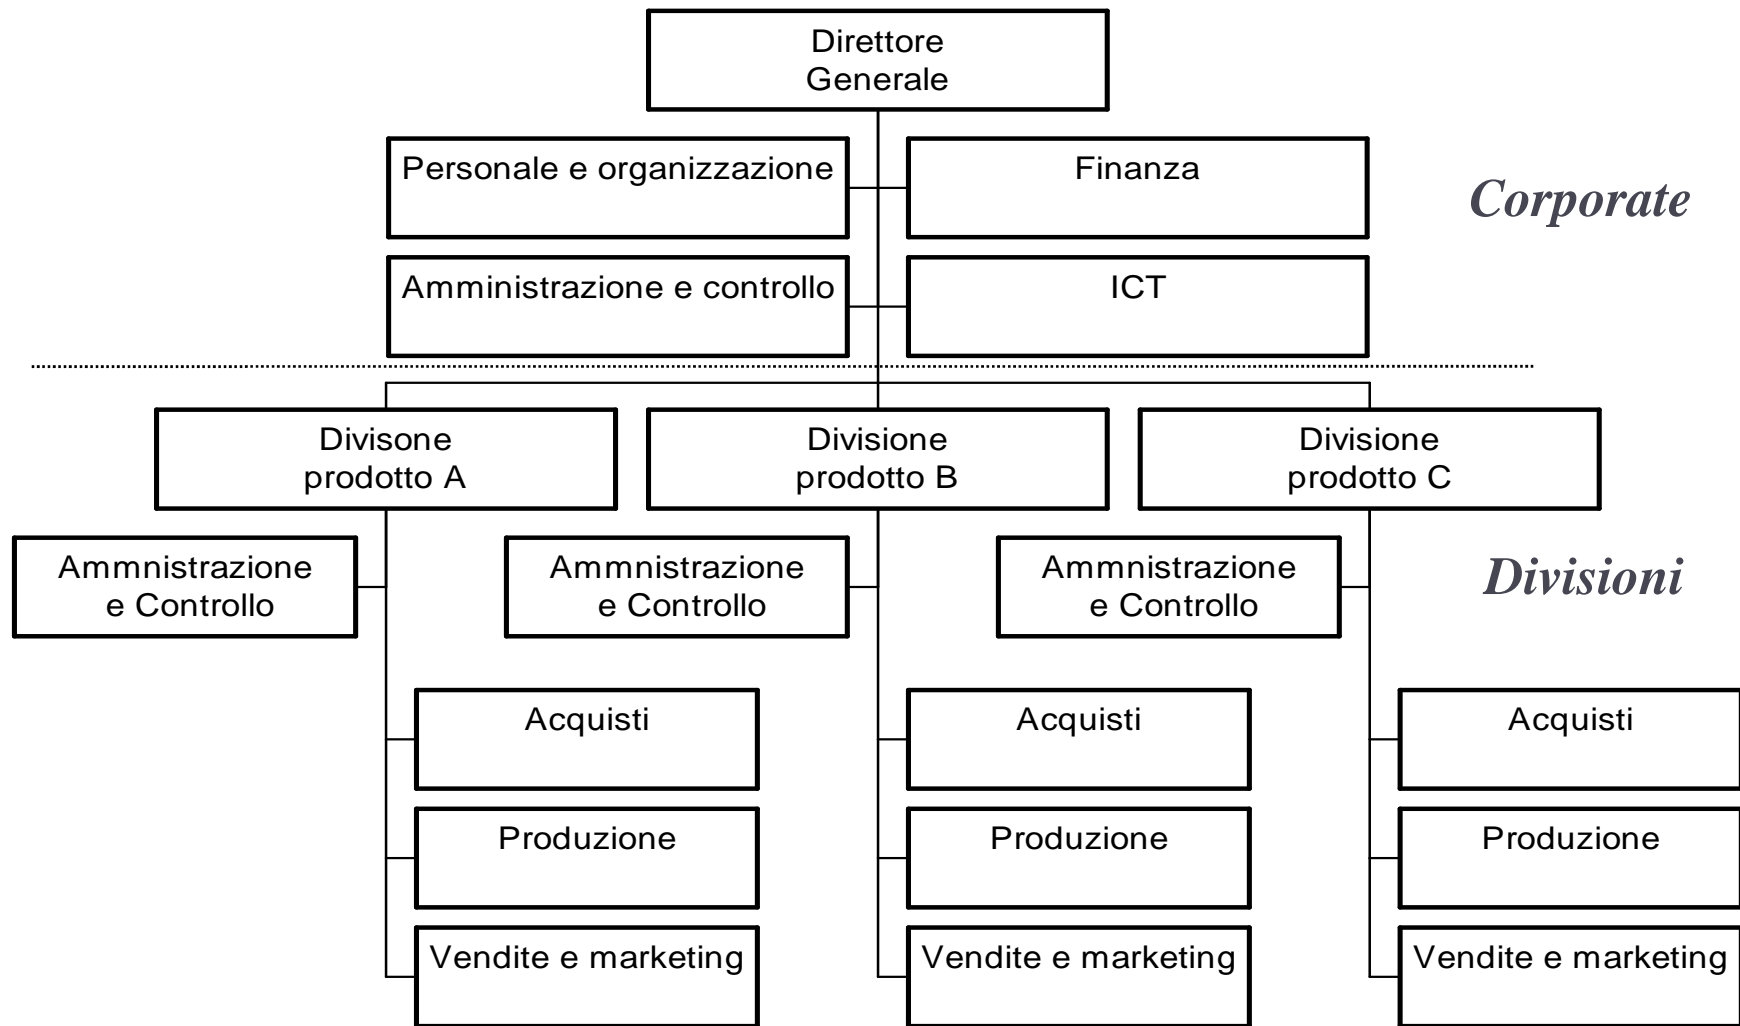 Direttore
Generale
Personale e organizzazione
Finanza
Corporate
Amministrazione e controllo
ICT
Divisone
prodotto A
Divisione
prodotto B
Divisione
prodotto C
Ammnistrazione
e Controllo
Ammnistrazione
e Controllo
Ammnistrazione
e Controllo
Divisioni
Acquisti
Acquisti
Acquisti
Produzione
Produzione
Produzione
Vendite e marketing
Vendite e marketing
Vendite e marketing